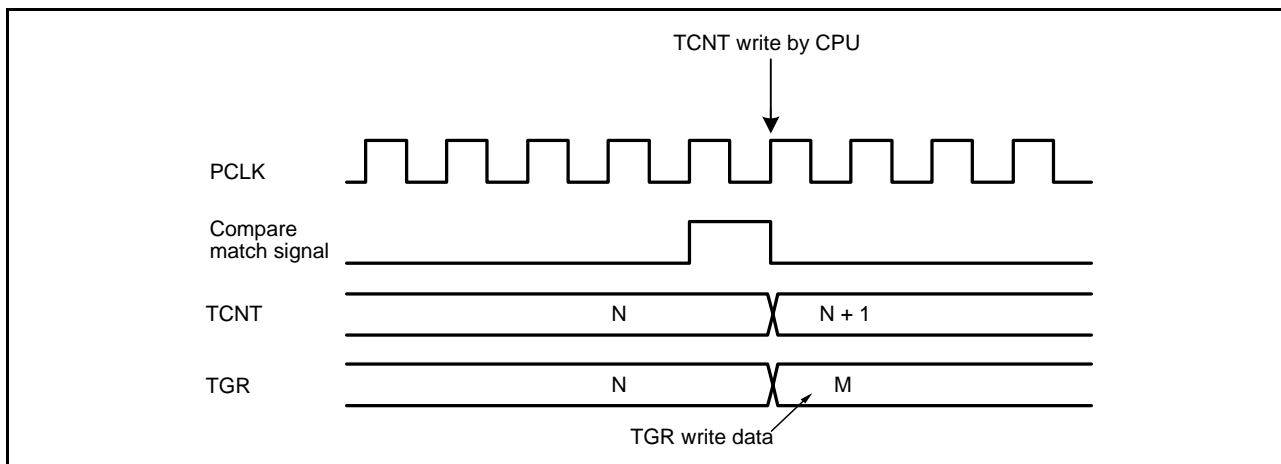 TCNT write by CPU
PCLK
Compare
match signal
TCNT
N
N + 1
TGR
N
M
TGR write data